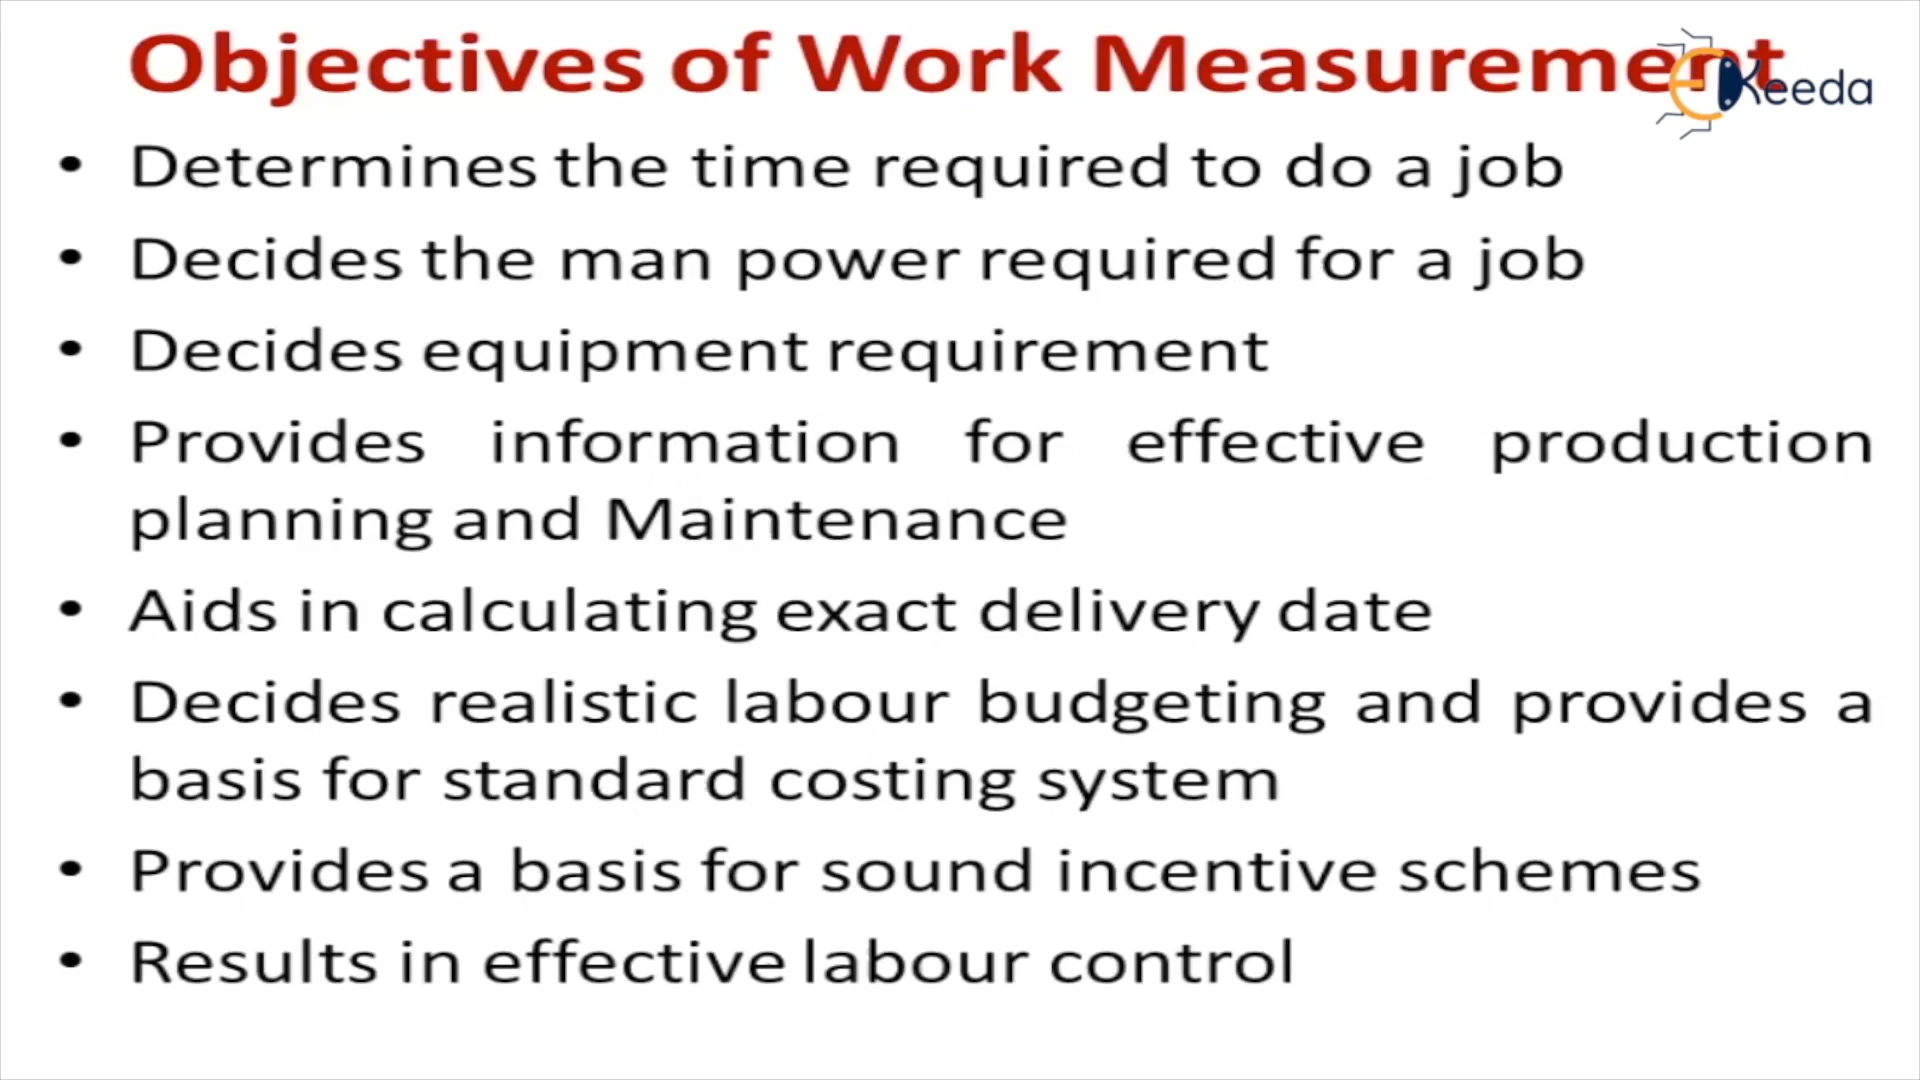 Objectives of Work Measurement
Keeda
• Determines the time required to do a job
• Decides the man power required for a job
• Decides equipment requirement
• Provides information for effective production
planning and Maintenance
• Aids in calculating exact delivery date
• Decides realistic labour budgeting and provides a
basis for standard costing system
• Provides a basis for sound incentive schemes
• Results in effective labour control